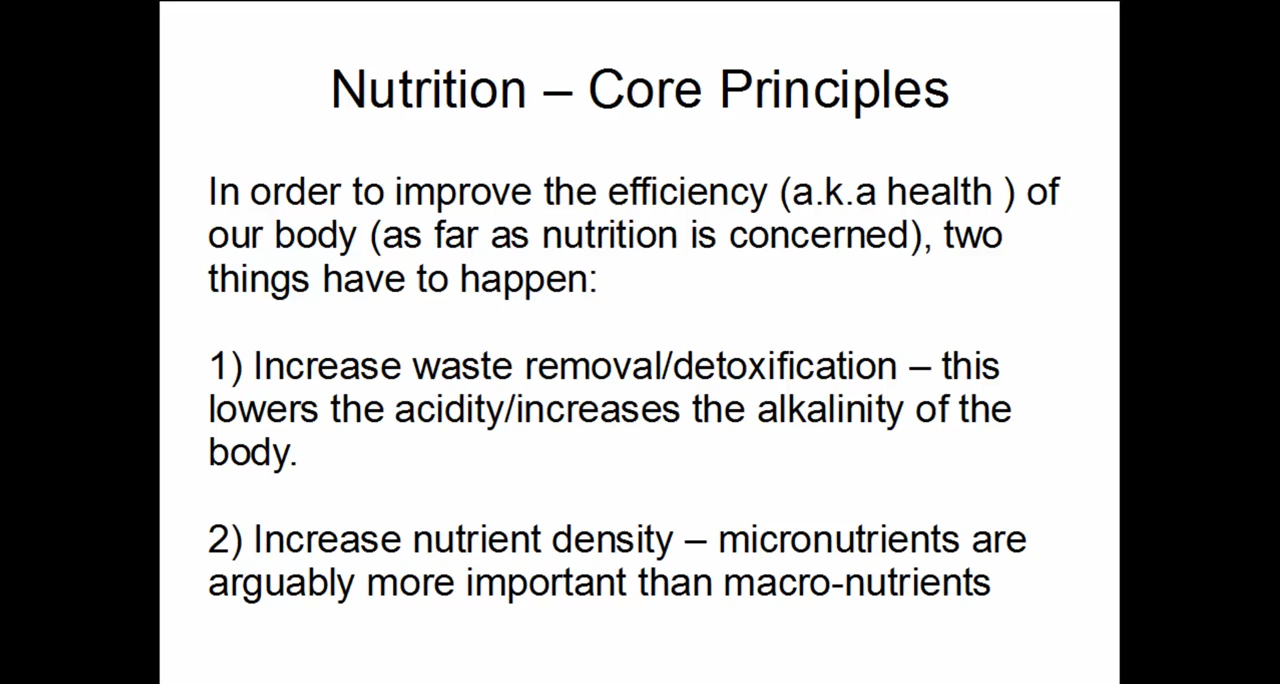 Nutrition – Core Principles
In order to improve the efficiency (a.k.a health ) of
our body (as far as nutrition is concerned), two
things have to happen:
1) Increase waste removal/detoxification – this
lowers the acidity/increases the alkalinity of the
body.
2) Increase nutrient density – micronutrients are
arguably more important than macro-nutrients